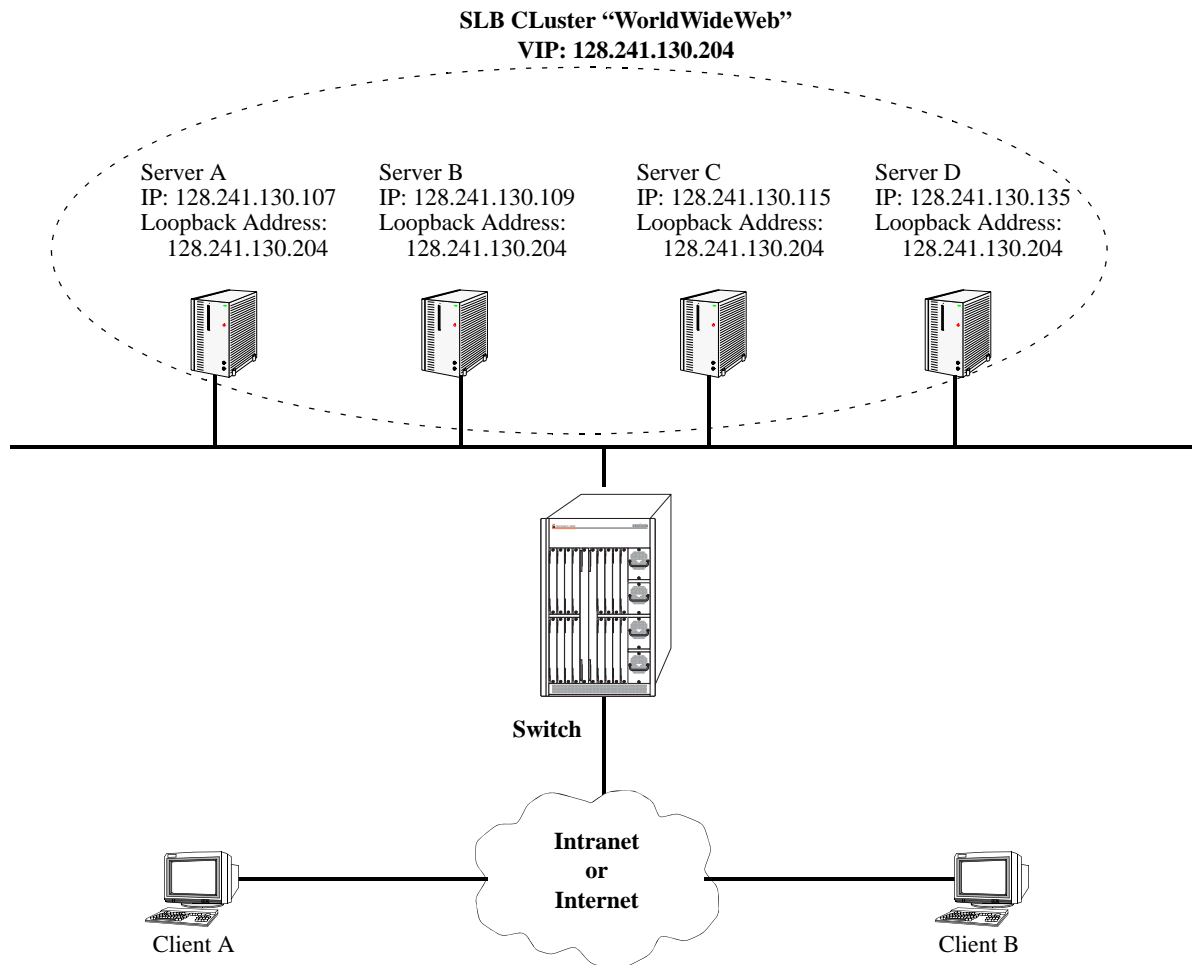 SLB CLuster “WorldWideWeb”
VIP: 128.241.130.204
Server A
IP: 128.241.130.107
Loopback Address:
128.241.130.204
Server B
IP: 128.241.130.109
Loopback Address:
128.241.130.204
Server C
IP: 128.241.130.115
Loopback Address:
128.241.130.204
Server D
IP: 128.241.130.135
Loopback Address:
128.241.130.204
Switch
Intranet
or
Internet
Client A
Client B